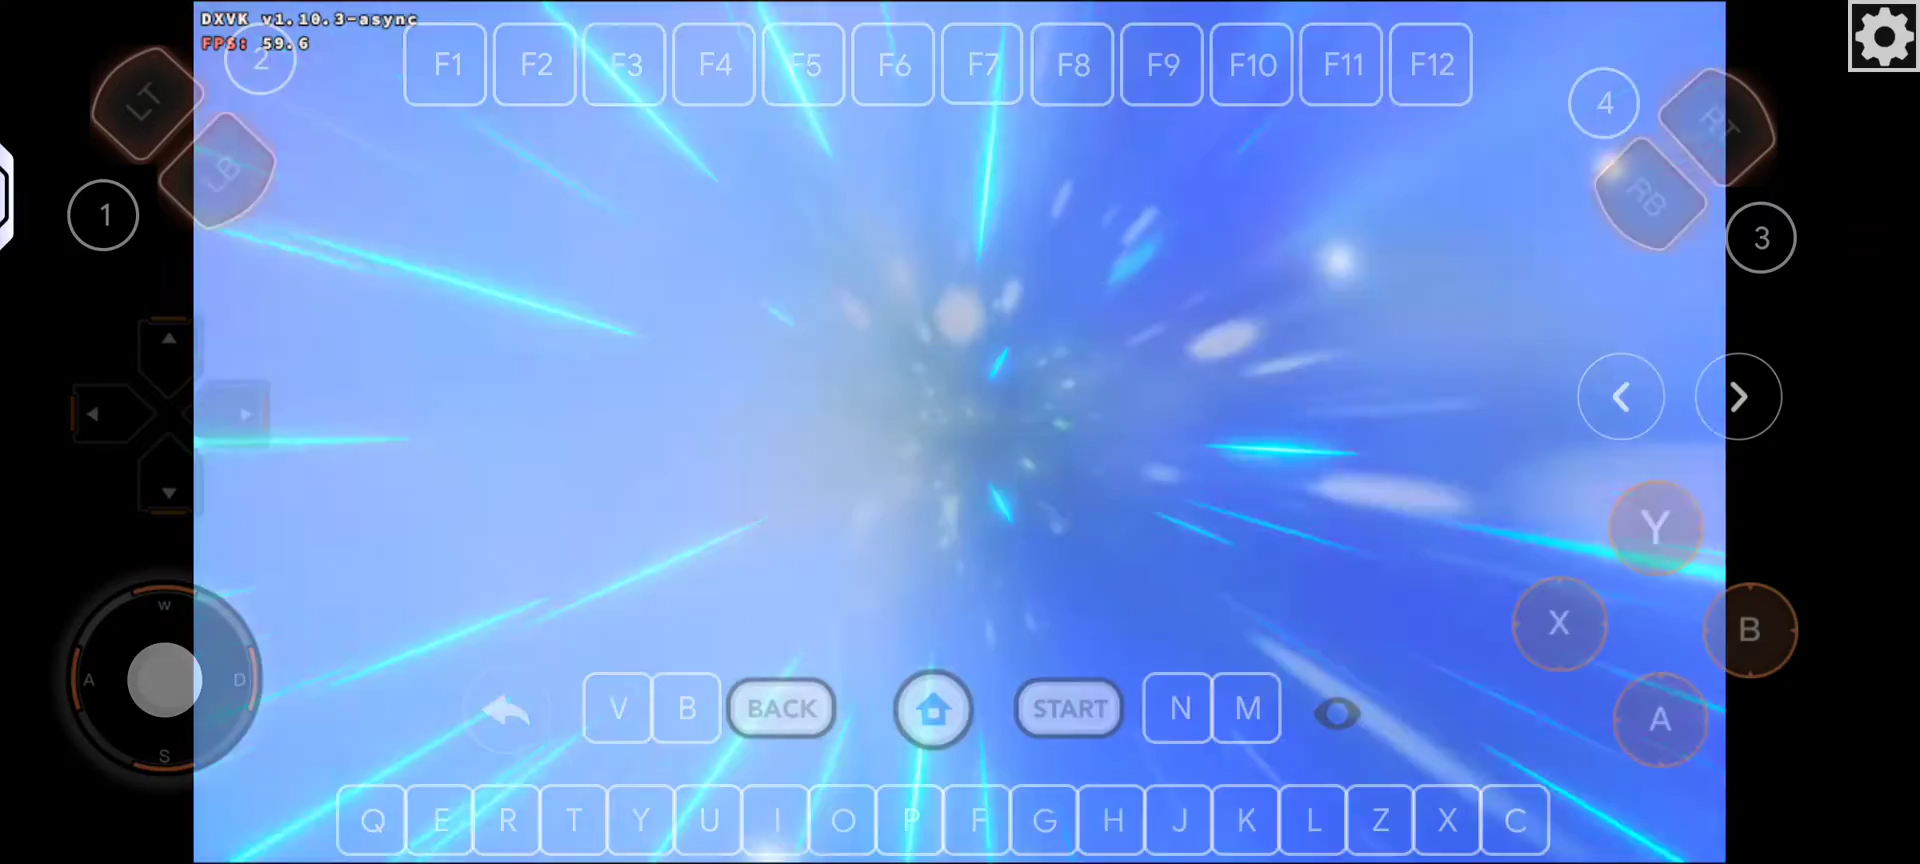 DXVK v1.10.3-async
FPS: 59.6
2
F1 F2 F3 F4 F5 F6 F7 F8 F9 F10 F11 F12
4
LT
RT
LB
RB
1
3
W
A
D
S
Y
X
B
A
V B BACK START N M
Q E R T Y U I O P F G H J K L Z X C